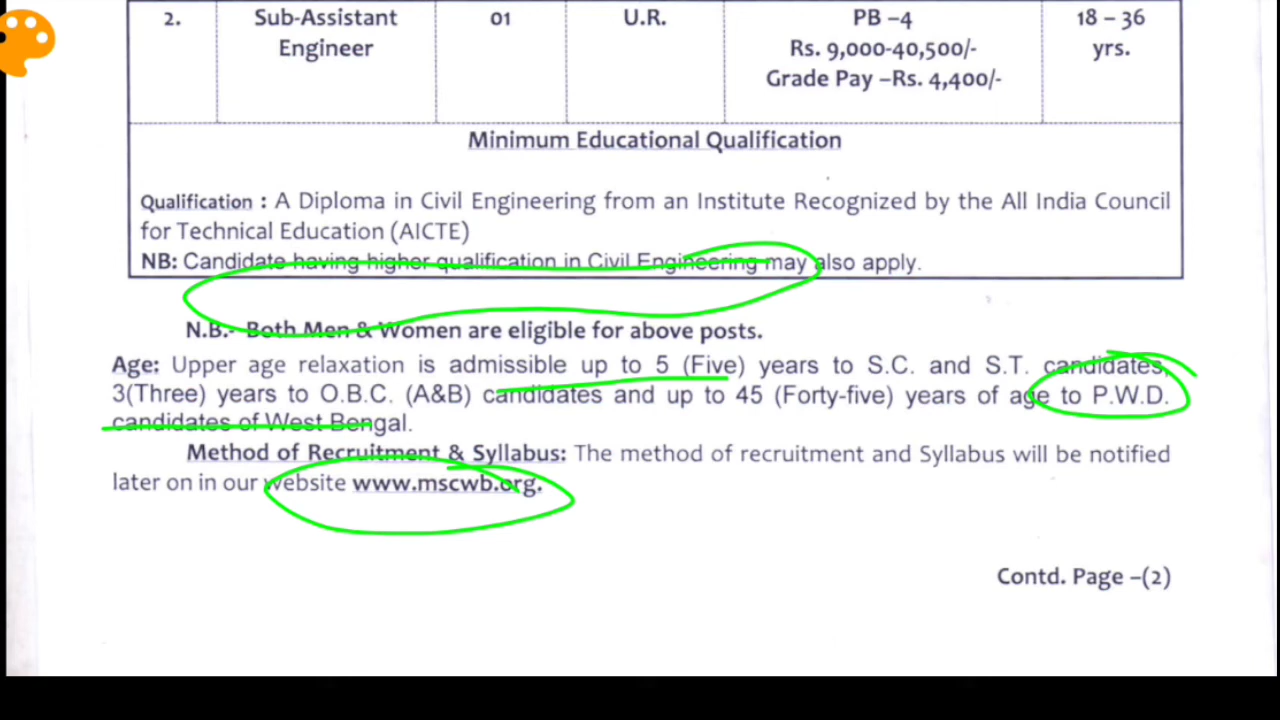 2. Sub-Assistant Engineer 01 U.R. PB –4 Rs. 9,000-40,500/- Grade Pay –Rs. 4,400/- 18 – 36 yrs.
Minimum Educational Qualification
Qualification : A Diploma in Civil Engineering from an Institute Recognized by the All India Council
for Technical Education (AICTE)
NB: Candidate having higher qualification in Civil Engineering may also apply.
N.B.- Both Men & Women are eligible for above posts.
Age: Upper age relaxation is admissible up to 5 (Five) years to S.C. and S.T. candidates,
3(Three) years to O.B.C. (A&B) candidates and up to 45 (Forty-five) years of age to P.W.D.
candidates of West Bengal.
Method of Recruitment & Syllabus: The method of recruitment and Syllabus will be notified
later on in our website www.mscwb.org.
Contd. Page –(2)